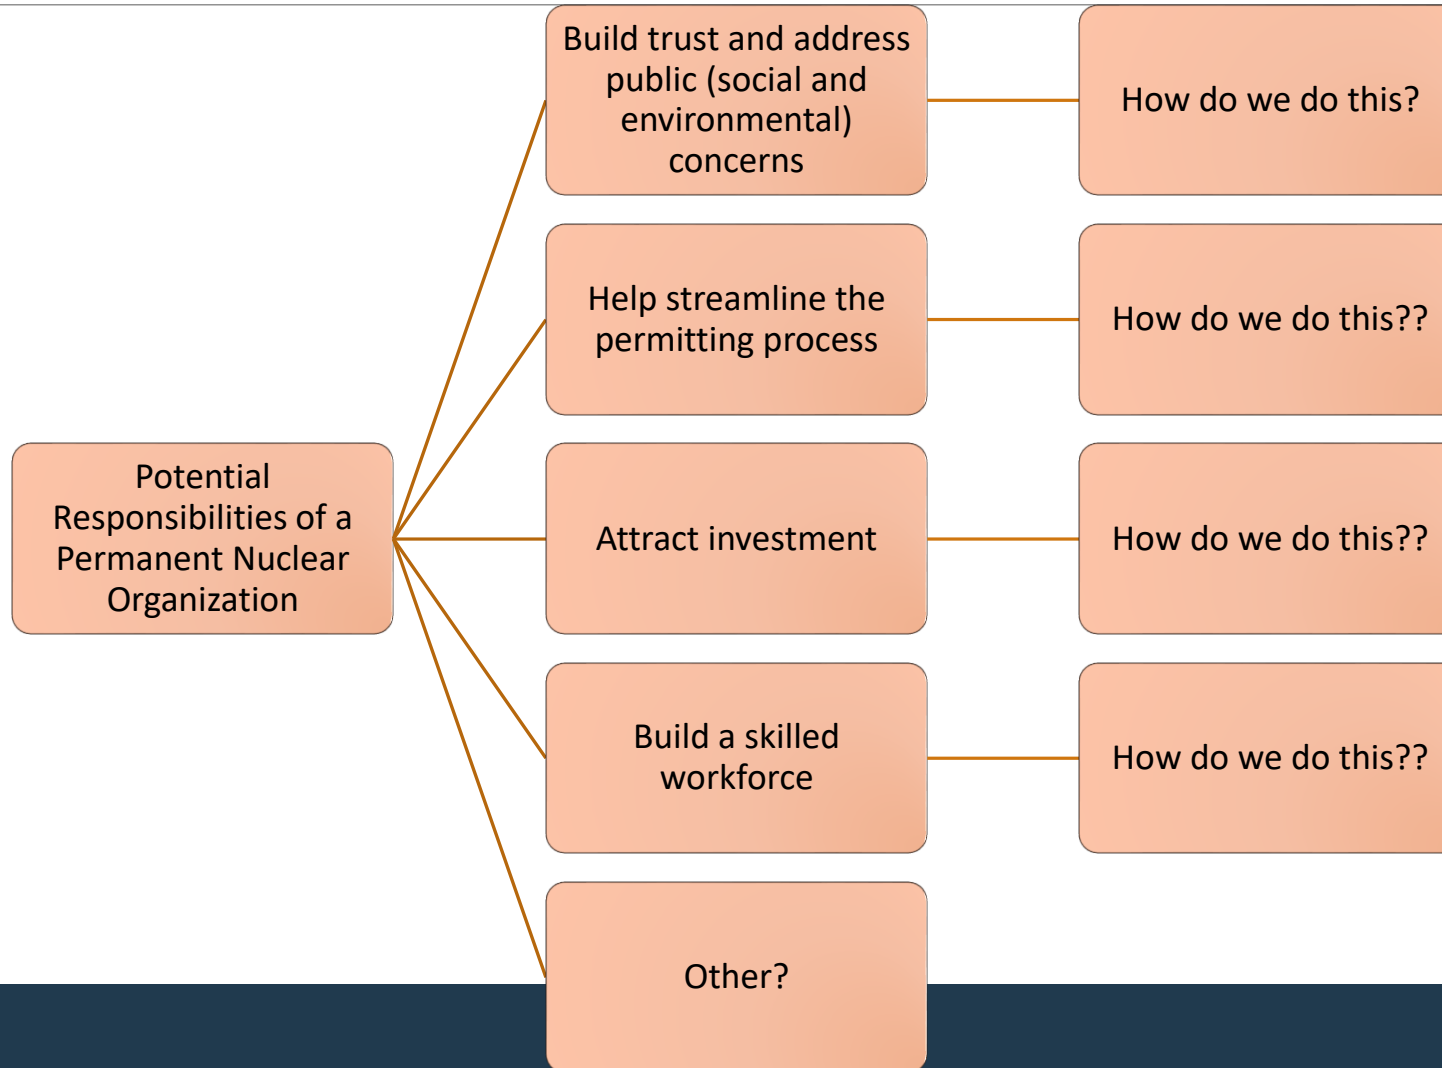 Potential
Responsibilities of a
Permanent Nuclear
Organization
Build trust and address
public (social and
environmental)
concerns
How do we do this?
Help streamline the
permitting process
How do we do this??
Attract investment
How do we do this??
Build a skilled
workforce
How do we do this??
Other?